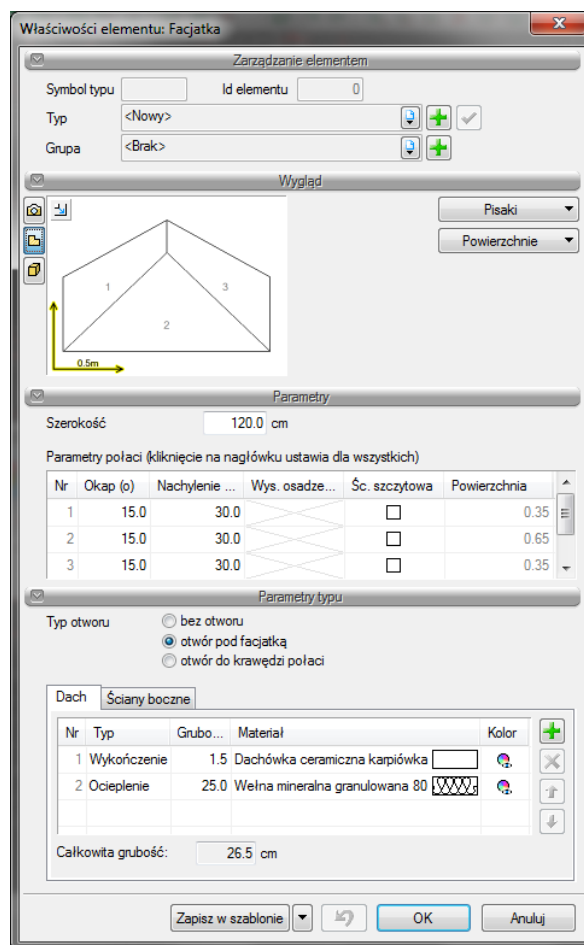 Właściwości elementu: Facjatka
Zarządzanie elementem
Symbol typu Id elementu 0
Typ <Nowy>
Grupa <Brak>
Wygląd
Pisaki
Powierzchnie
1 3
2
0.5m
Parametry
Szerokość 120.0 cm
Parametry połaci (kliknięcie na nagłówku ustawia dla wszystkich)
Nr Okap (o) Nachylenie ... Wys. osadze... Śc. szczytowa Powierzchnia
1 15.0 30.0 0.35
2 15.0 30.0 0.65
3 15.0 30.0 0.35
Parametry typu
Typ otworu bez otworu
otwór pod facjatką
otwór do krawędzi połaci
Dach Ściany boczne
Nr Typ Grubo... Materiał Kolor
1 Wykończenie 1.5 Dachówka ceramiczna karpiówka
2 Ocieplenie 25.0 Wełna mineralna granulowana 80
Całkowita grubość: 26.5 cm
Zapisz w szablonie OK Anuluj